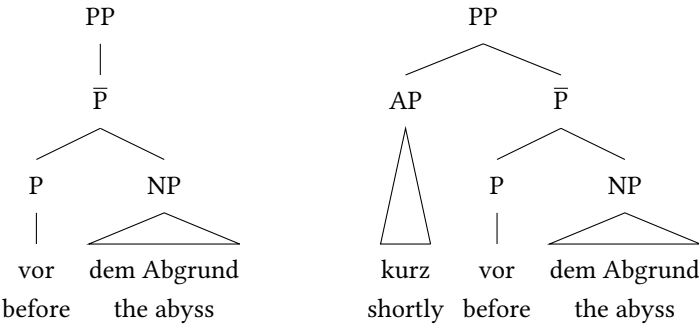 PP PP
P̅ AP P̅
P NP P NP
vor dem Abgrund kurz vor dem Abgrund
before the abyss shortly before the abyss